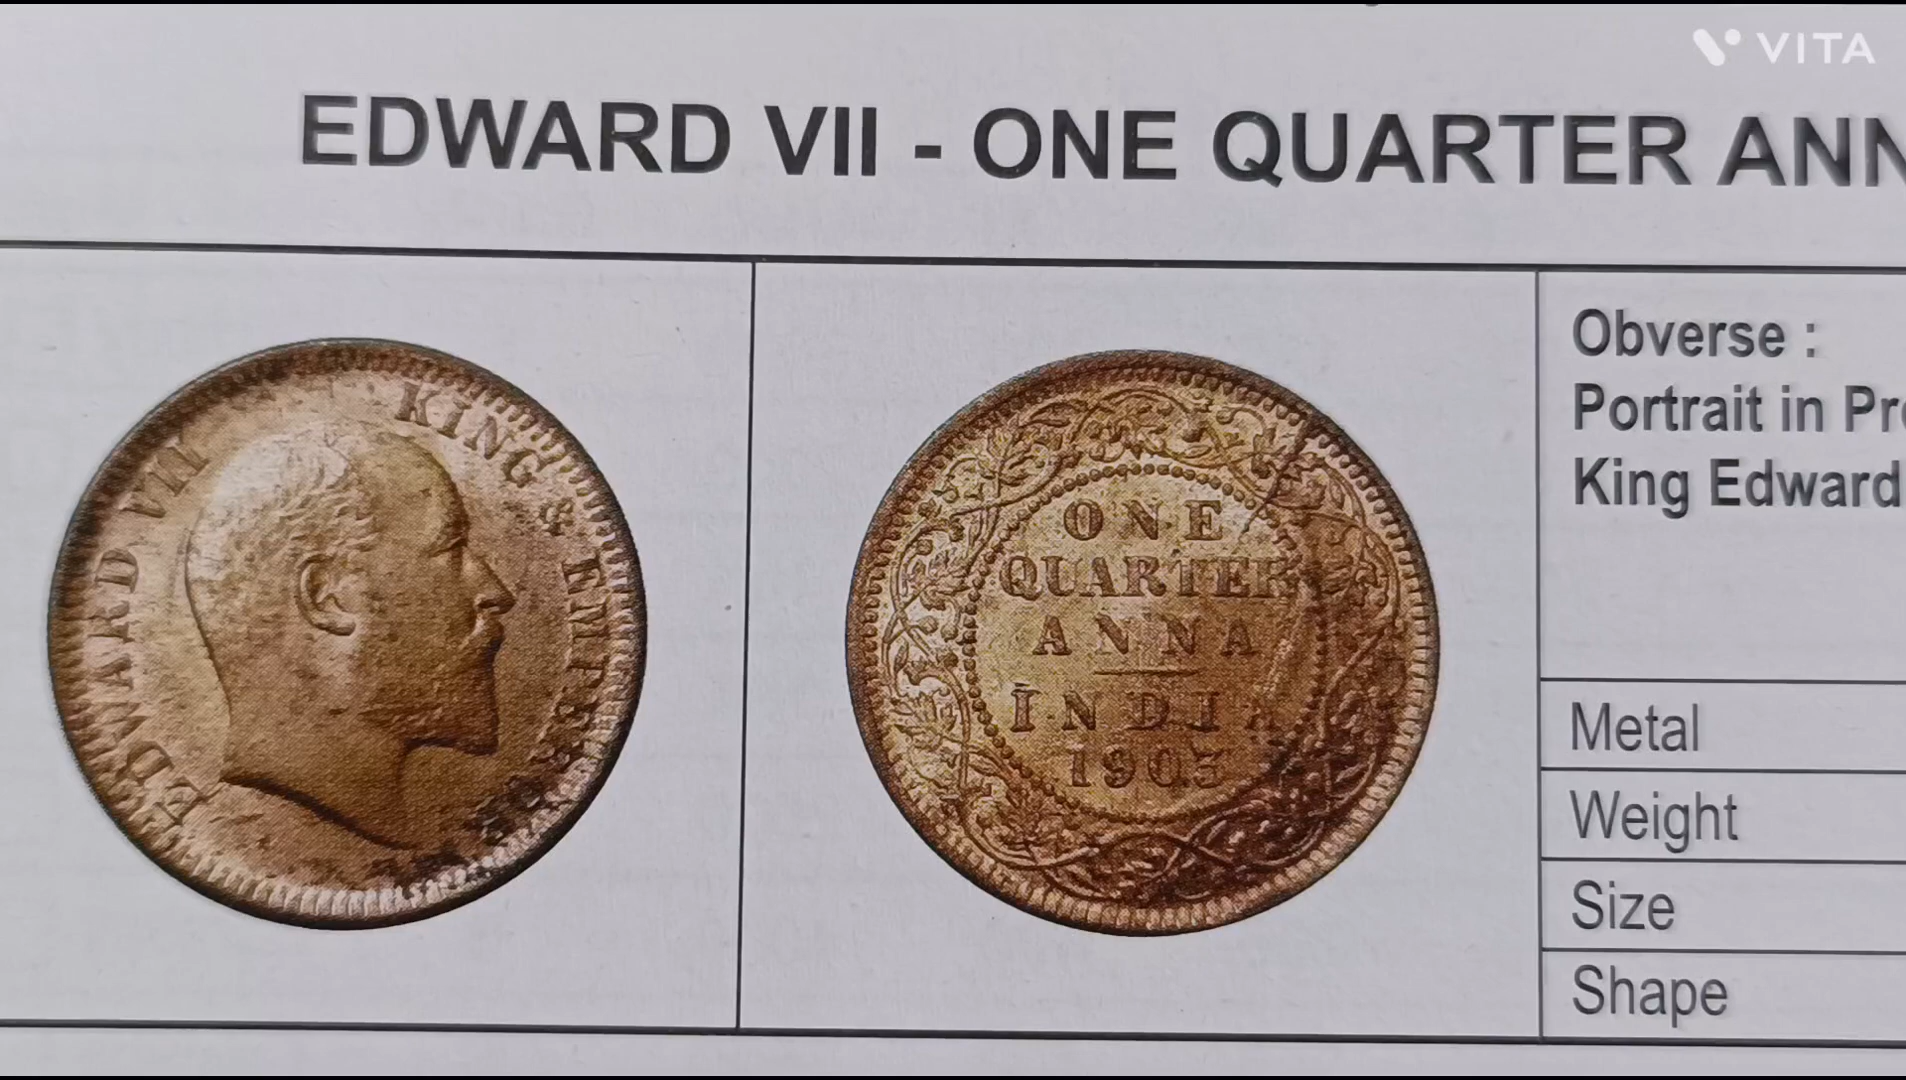 VITA
EDWARD VII - ONE QUARTER ANN
EDWARD VII KING & EMPEROR
ONE
QUARTER
ANNA
INDIA
1903
Obverse :
Portrait in Pro
King Edward
Metal
Weight
Size
Shape